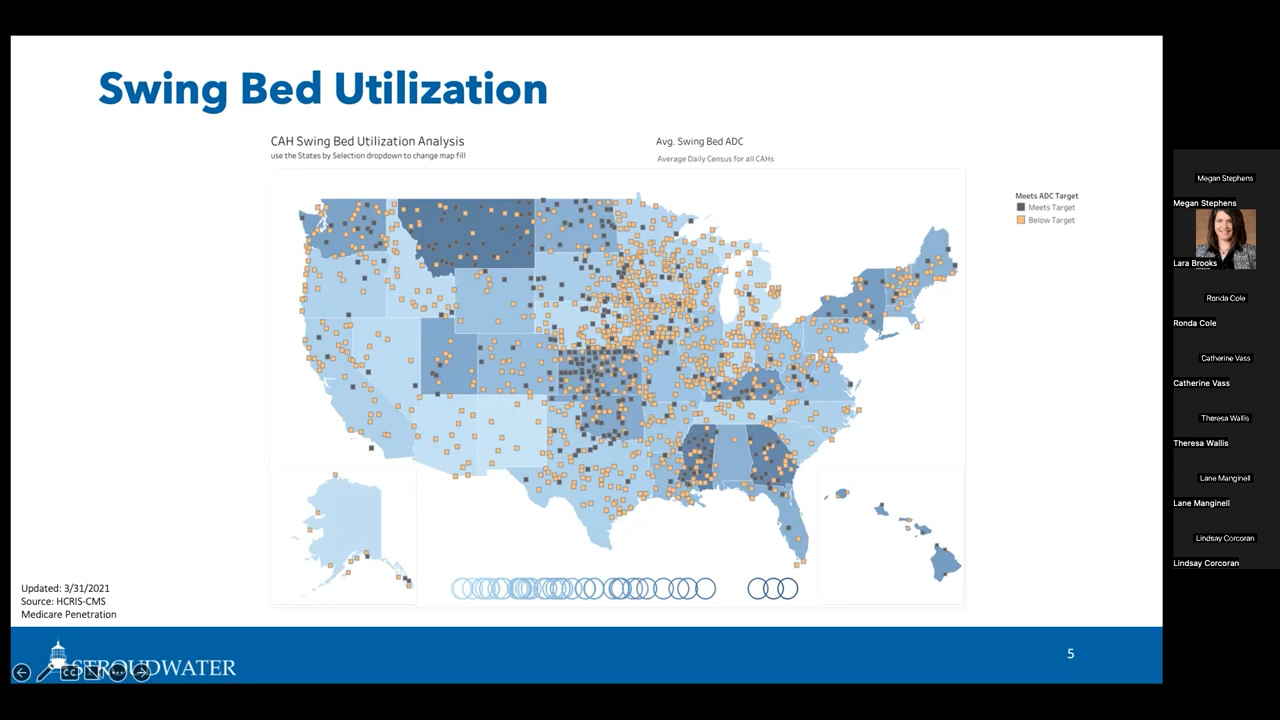 Swing Bed Utilization
CAH Swing Bed Utilization Analysis
use the States by Selection dropdown to change map fill
Avg. Swing Bed ADC
Average Daily Census for all CAHs
Meets ADC Target
Meets Target
Below Target
Updated: 3/31/2021
Source: HCRIS-CMS
Medicare Penetration
STROUDWATER
CC
5
Megan Stephens
Megan Stephens
Lara Brooks
Ronda Cole
Ronda Cole
Catherine Vass
Catherine Vass
Theresa Wallis
Theresa Wallis
Lane Manginell
Lane Manginell
Lindsay Corcoran
Lindsay Corcoran